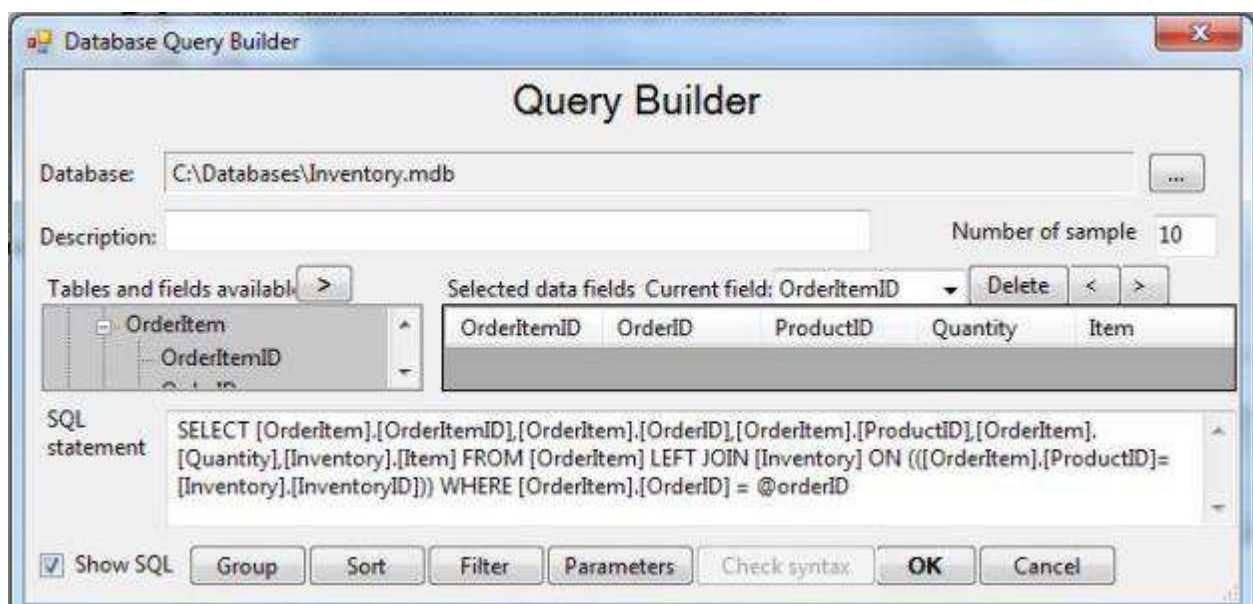 Database Query Builder
Query Builder
Database: C:\Databases\Inventory.mdb ...
Description: Number of sample 10
Tables and fields availabl > Selected data fields Current field: OrderItemID Delete < >
OrderItem OrderItemID OrderID ProductID Quantity Item
OrderItemID
SQL
statement
SELECT [OrderItem].[OrderItemID],[OrderItem].[OrderID],[OrderItem].[ProductID],[OrderItem].
[Quantity],[Inventory].[Item] FROM [OrderItem] LEFT JOIN [Inventory] ON (([OrderItem].[ProductID]=
[Inventory].[InventoryID])) WHERE [OrderItem].[OrderID] = @orderID
Show SQL Group Sort Filter Parameters Check syntax OK Cancel